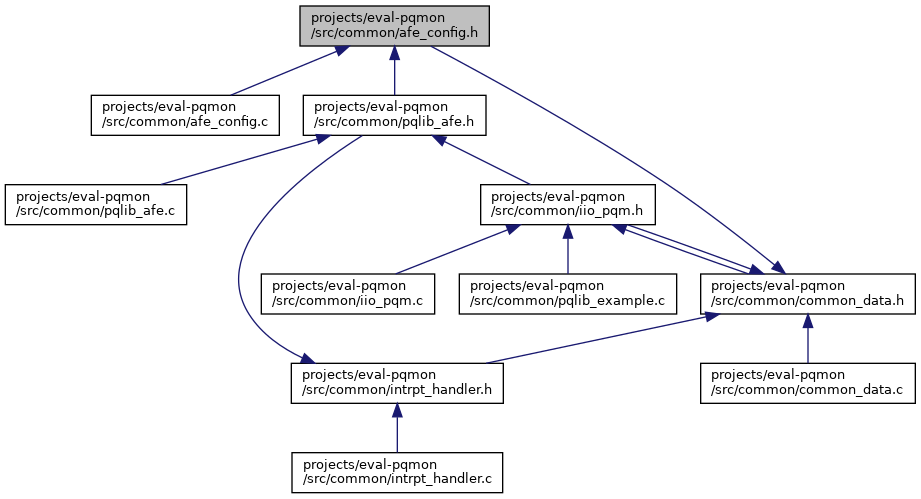 projects/eval-pqmon
/src/common/afe_config.h
projects/eval-pqmon
/src/common/afe_config.c
projects/eval-pqmon
/src/common/pqlib_afe.h
projects/eval-pqmon
/src/common/pqlib_afe.c
projects/eval-pqmon
/src/common/iio_pqm.h
projects/eval-pqmon
/src/common/iio_pqm.c
projects/eval-pqmon
/src/common/pqlib_example.c
projects/eval-pqmon
/src/common/common_data.h
projects/eval-pqmon
/src/common/intrpt_handler.h
projects/eval-pqmon
/src/common/common_data.c
projects/eval-pqmon
/src/common/intrpt_handler.c